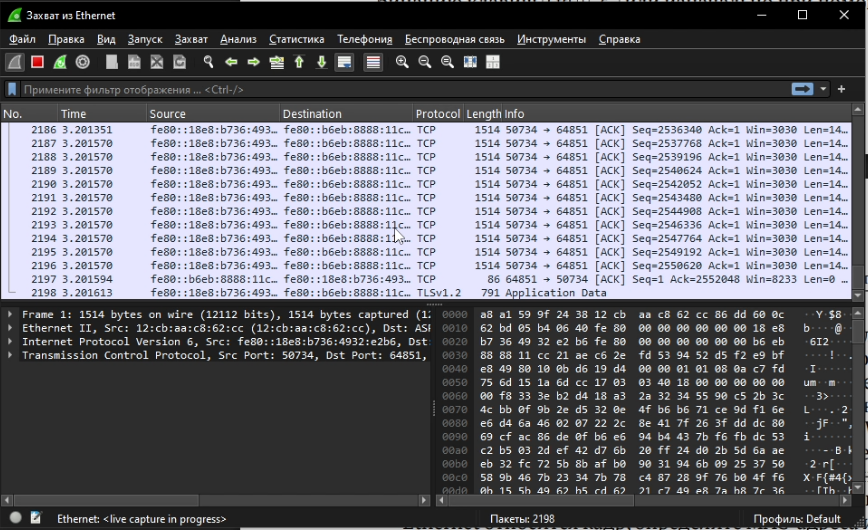 Захват из Ethernet
Файл Правка Вид Запуск Захват Анализ Статистика Телефония Беспроводная связь Инструменты Справка
Примените фильтр отображения ... <Ctrl-/>
No. Time Source Destination Protocol Length Info
2186 3.201351 fe80::18e8:b736:493… fe80::b6eb:8888:11c… TCP 1514 50734 → 64851 [ACK] Seq=2536340 Ack=1 Win=3030 Len=14…
2187 3.201570 fe80::18e8:b736:493… fe80::b6eb:8888:11c… TCP 1514 50734 → 64851 [ACK] Seq=2537768 Ack=1 Win=3030 Len=14…
2188 3.201570 fe80::18e8:b736:493… fe80::b6eb:8888:11c… TCP 1514 50734 → 64851 [ACK] Seq=2539196 Ack=1 Win=3030 Len=14…
2189 3.201570 fe80::18e8:b736:493… fe80::b6eb:8888:11c… TCP 1514 50734 → 64851 [ACK] Seq=2540624 Ack=1 Win=3030 Len=14…
2190 3.201570 fe80::18e8:b736:493… fe80::b6eb:8888:11c… TCP 1514 50734 → 64851 [ACK] Seq=2542052 Ack=1 Win=3030 Len=14…
2191 3.201570 fe80::18e8:b736:493… fe80::b6eb:8888:11c… TCP 1514 50734 → 64851 [ACK] Seq=2543480 Ack=1 Win=3030 Len=14…
2192 3.201570 fe80::18e8:b736:493… fe80::b6eb:8888:11c… TCP 1514 50734 → 64851 [ACK] Seq=2544908 Ack=1 Win=3030 Len=14…
2193 3.201570 fe80::18e8:b736:493… fe80::b6eb:8888:11c… TCP 1514 50734 → 64851 [ACK] Seq=2546336 Ack=1 Win=3030 Len=14…
2194 3.201570 fe80::18e8:b736:493… fe80::b6eb:8888:11c… TCP 1514 50734 → 64851 [ACK] Seq=2547764 Ack=1 Win=3030 Len=14…
2195 3.201570 fe80::18e8:b736:493… fe80::b6eb:8888:11c… TCP 1514 50734 → 64851 [ACK] Seq=2549192 Ack=1 Win=3030 Len=14…
2196 3.201570 fe80::18e8:b736:493… fe80::b6eb:8888:11c… TCP 1514 50734 → 64851 [ACK] Seq=2550620 Ack=1 Win=3030 Len=14…
2197 3.201594 fe80::b6eb:8888:11c… fe80::18e8:b736:493… TCP 86 64851 → 50734 [ACK] Seq=1 Ack=2552048 Win=8233 Len=0 …
2198 3.201613 fe80::18e8:b736:493… fe80::b6eb:8888:11c… TLSv1.2 791 Application Data
Frame 1: 1514 bytes on wire (12112 bits), 1514 bytes captured (12
Ethernet II, Src: 12:cb:aa:c8:62:cc (12:cb:aa:c8:62:cc), Dst: ASR
Internet Protocol Version 6, Src: fe80::18e8:b736:4932:e2b6, Dst:
Transmission Control Protocol, Src Port: 50734, Dst Port: 64851,
0000 a8 a1 59 9f 24 38 12 cb aa c8 62 cc 86 dd 60 0c
0010 62 bd 05 b4 06 40 fe 80 00 00 00 00 00 00 18 e8
0020 b7 36 49 32 e2 b6 fe 80 00 00 00 00 00 00 b6 eb
0030 88 88 11 cc 21 ae c6 2e fd 53 94 52 d5 f2 e9 bf
0040 e8 49 80 10 0b d6 19 d4 00 00 01 01 08 0a c7 fd
0050 75 6d 15 1a 6d cc 17 03 03 40 18 00 00 00 00 00
0060 00 f8 33 3e b2 d4 18 a3 2a 32 34 55 90 c5 2b 3c
0070 4c bb 0f 9b 2e d5 32 0e 4f b6 b6 71 ce 9d f1 6e
0080 e6 d4 6a 46 02 07 22 2c 8e 41 7f 26 3f dd dc 80
0090 69 cf ac 86 de 0f b6 e6 94 b4 43 7b f6 fb dc 53
00a0 c2 b5 03 2d ef 42 d7 6b 20 ff 24 d0 2b 5d 6a ae
00b0 eb 32 fc 72 5b 8b af b0 90 31 94 6b 09 25 37 50
00c0 58 9b 46 7b 23 34 7b 78 c4 87 28 9f 76 b0 4f f6
00d0 0b 15 5b 49 62 b5 cd 62 21 c7 49 e8 7a b8 7c 36
Ethernet: <live capture in progress> Пакеты: 2198 Профиль: Default